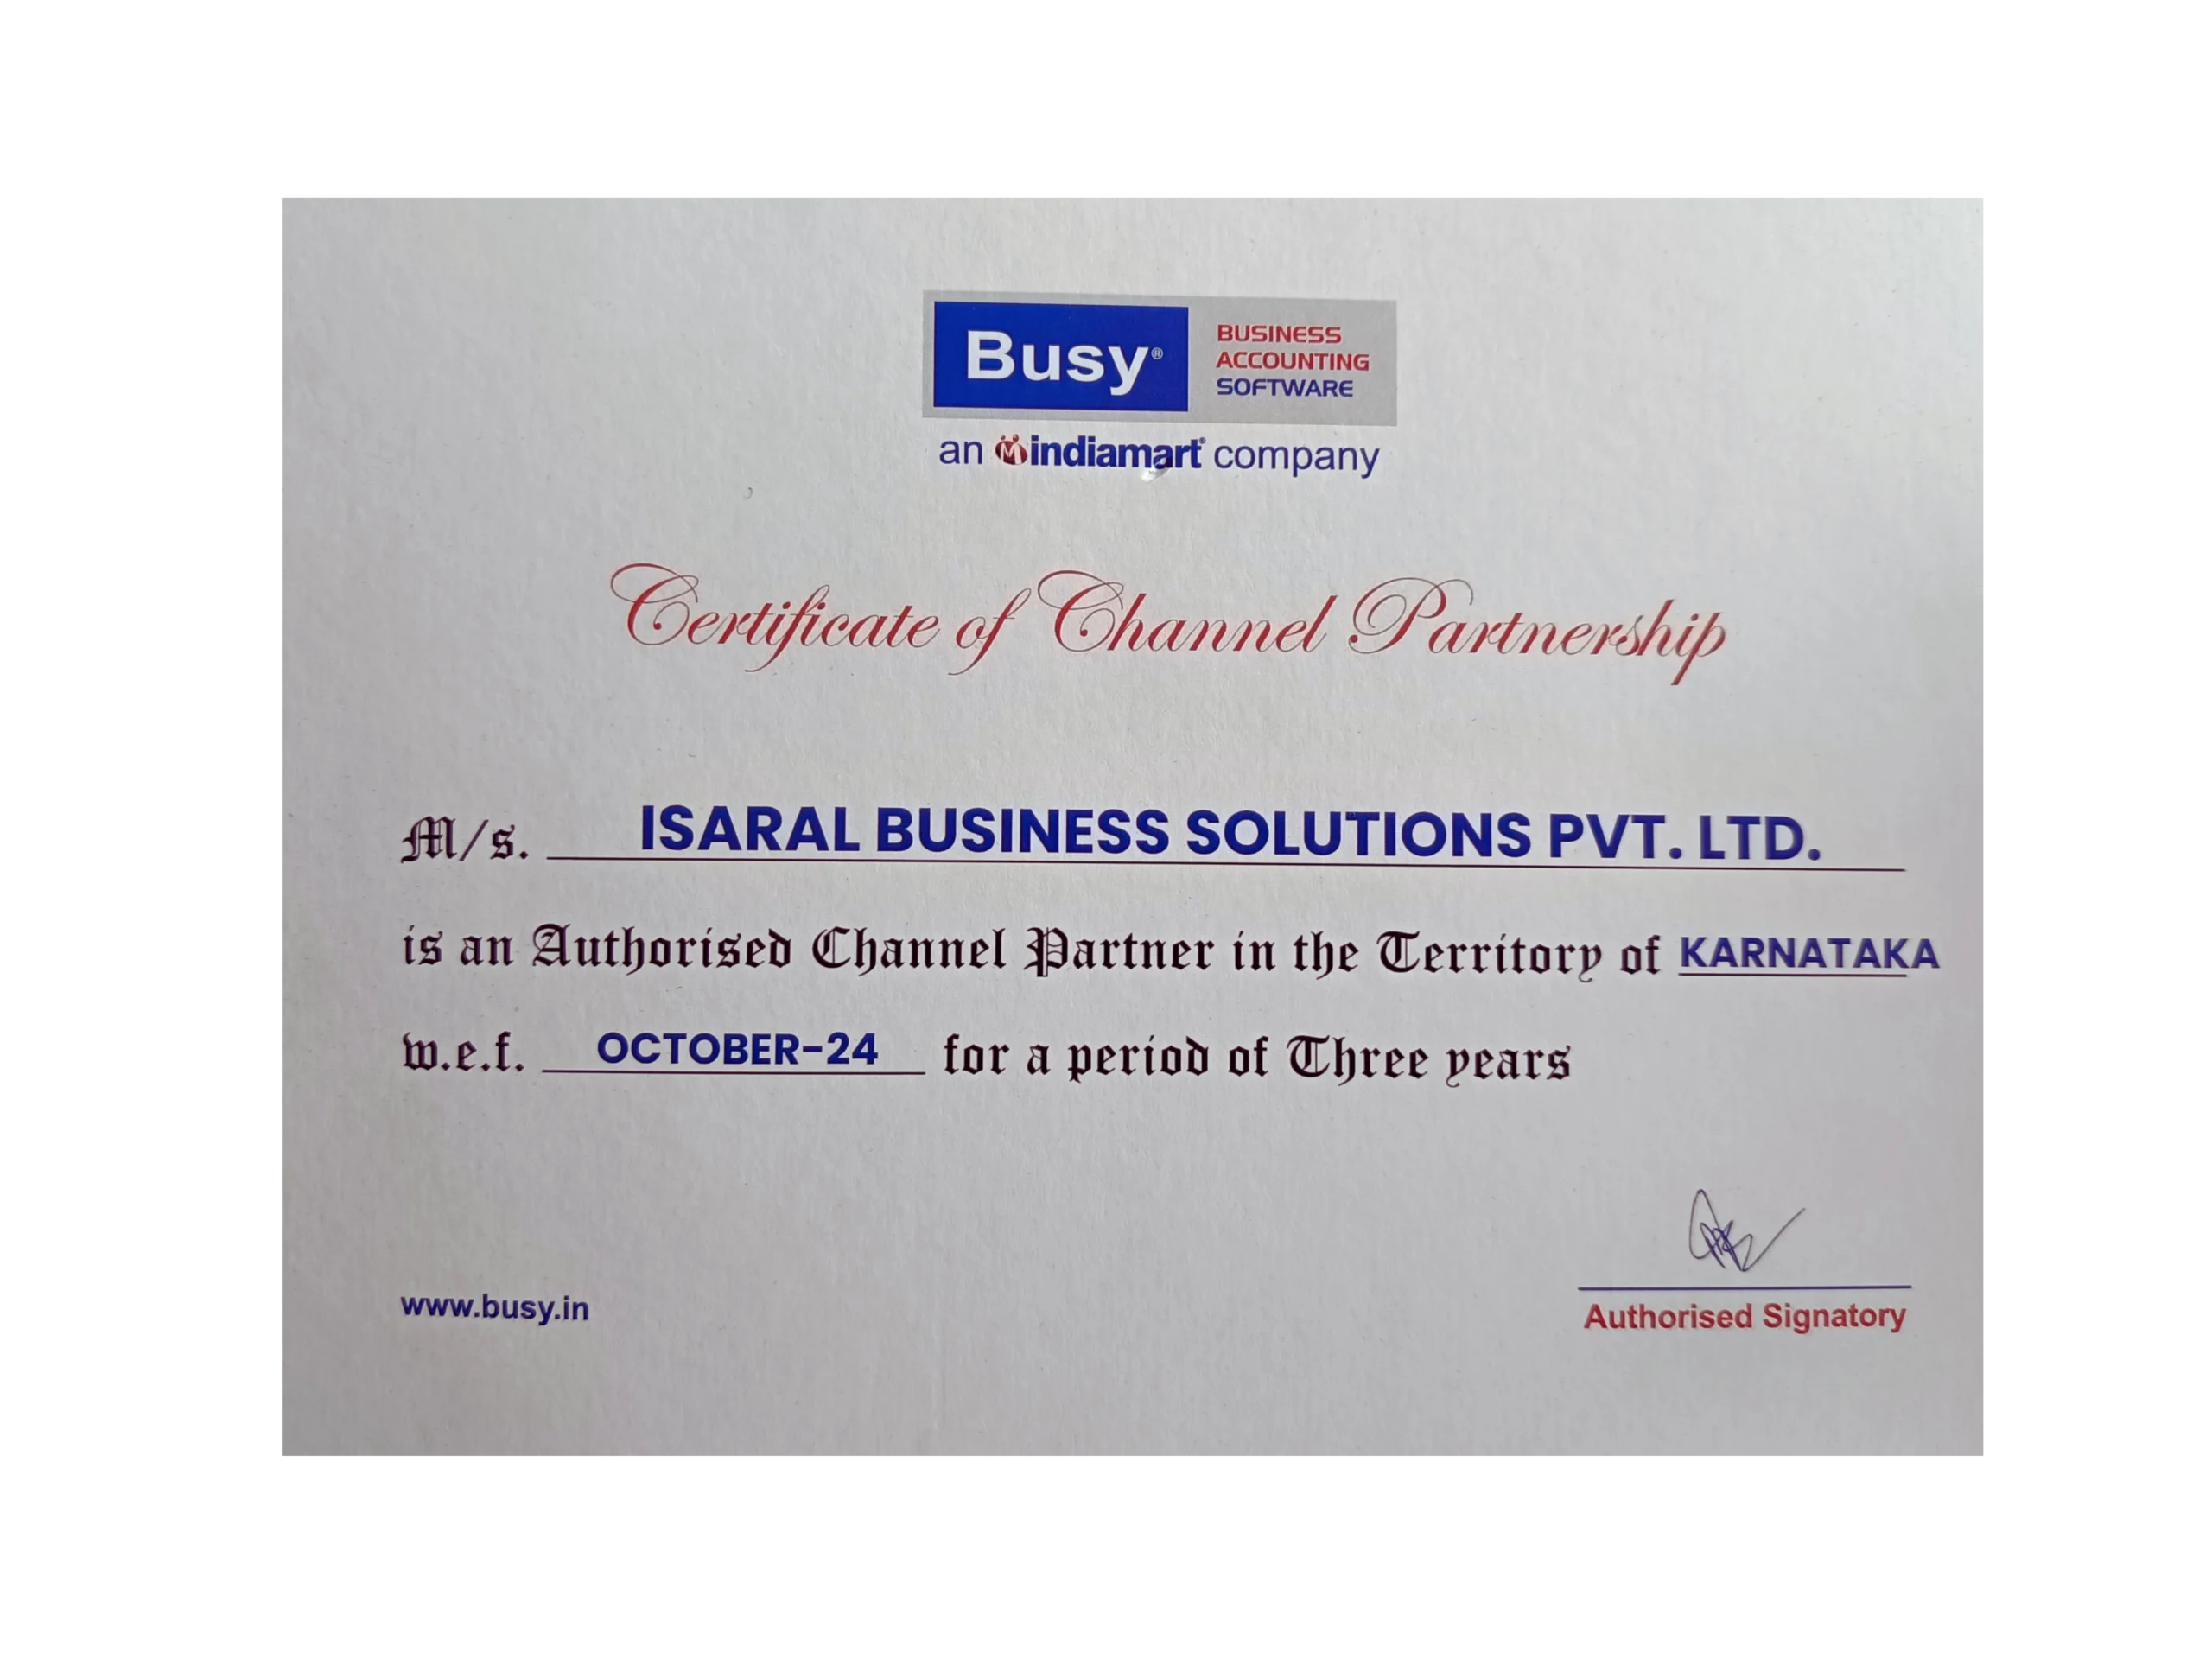 Busy®
BUSINESS
ACCOUNTING
SOFTWARE
an indiamart company
Certificate of Channel Partnership
M/s. ISARAL BUSINESS SOLUTIONS PVT. LTD.
is an Authorised Channel Partner in the Territory of KARNATAKA
w.e.f. OCTOBER-24 for a period of Three years
www.busy.in
Authorised Signatory